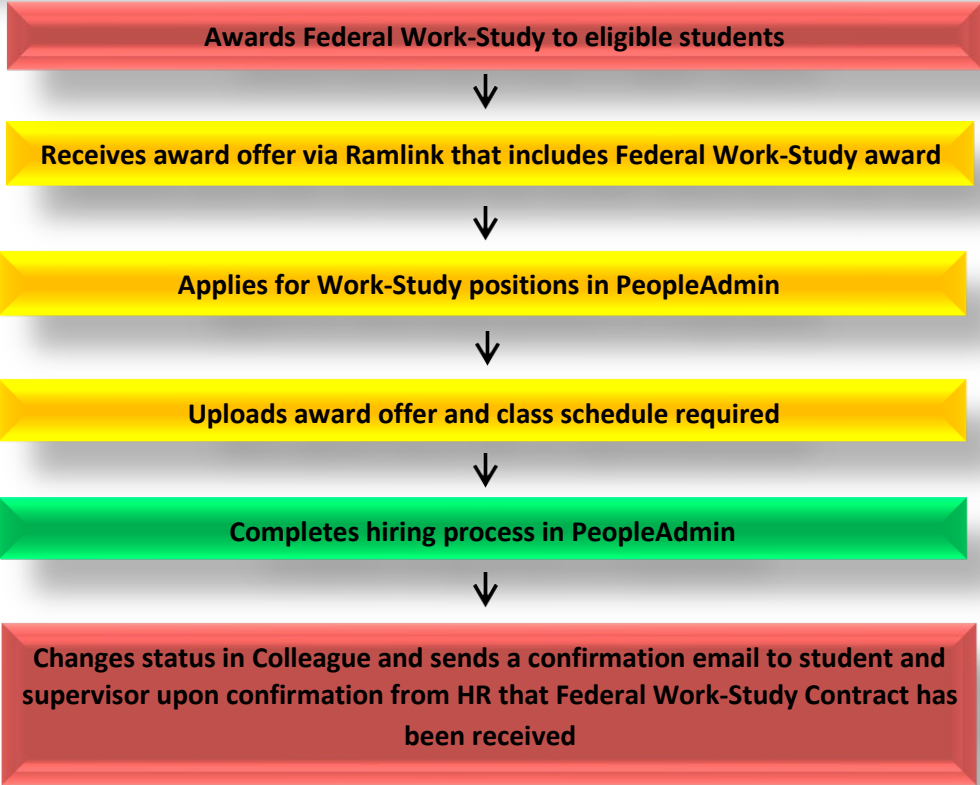 Awards Federal Work-Study to eligible students
Receives award offer via Ramlink that includes Federal Work-Study award
Applies for Work-Study positions in PeopleAdmin
Uploads award offer and class schedule required
Completes hiring process in PeopleAdmin
Changes status in Colleague and sends a confirmation email to student and
supervisor upon confirmation from HR that Federal Work-Study Contract has
been received